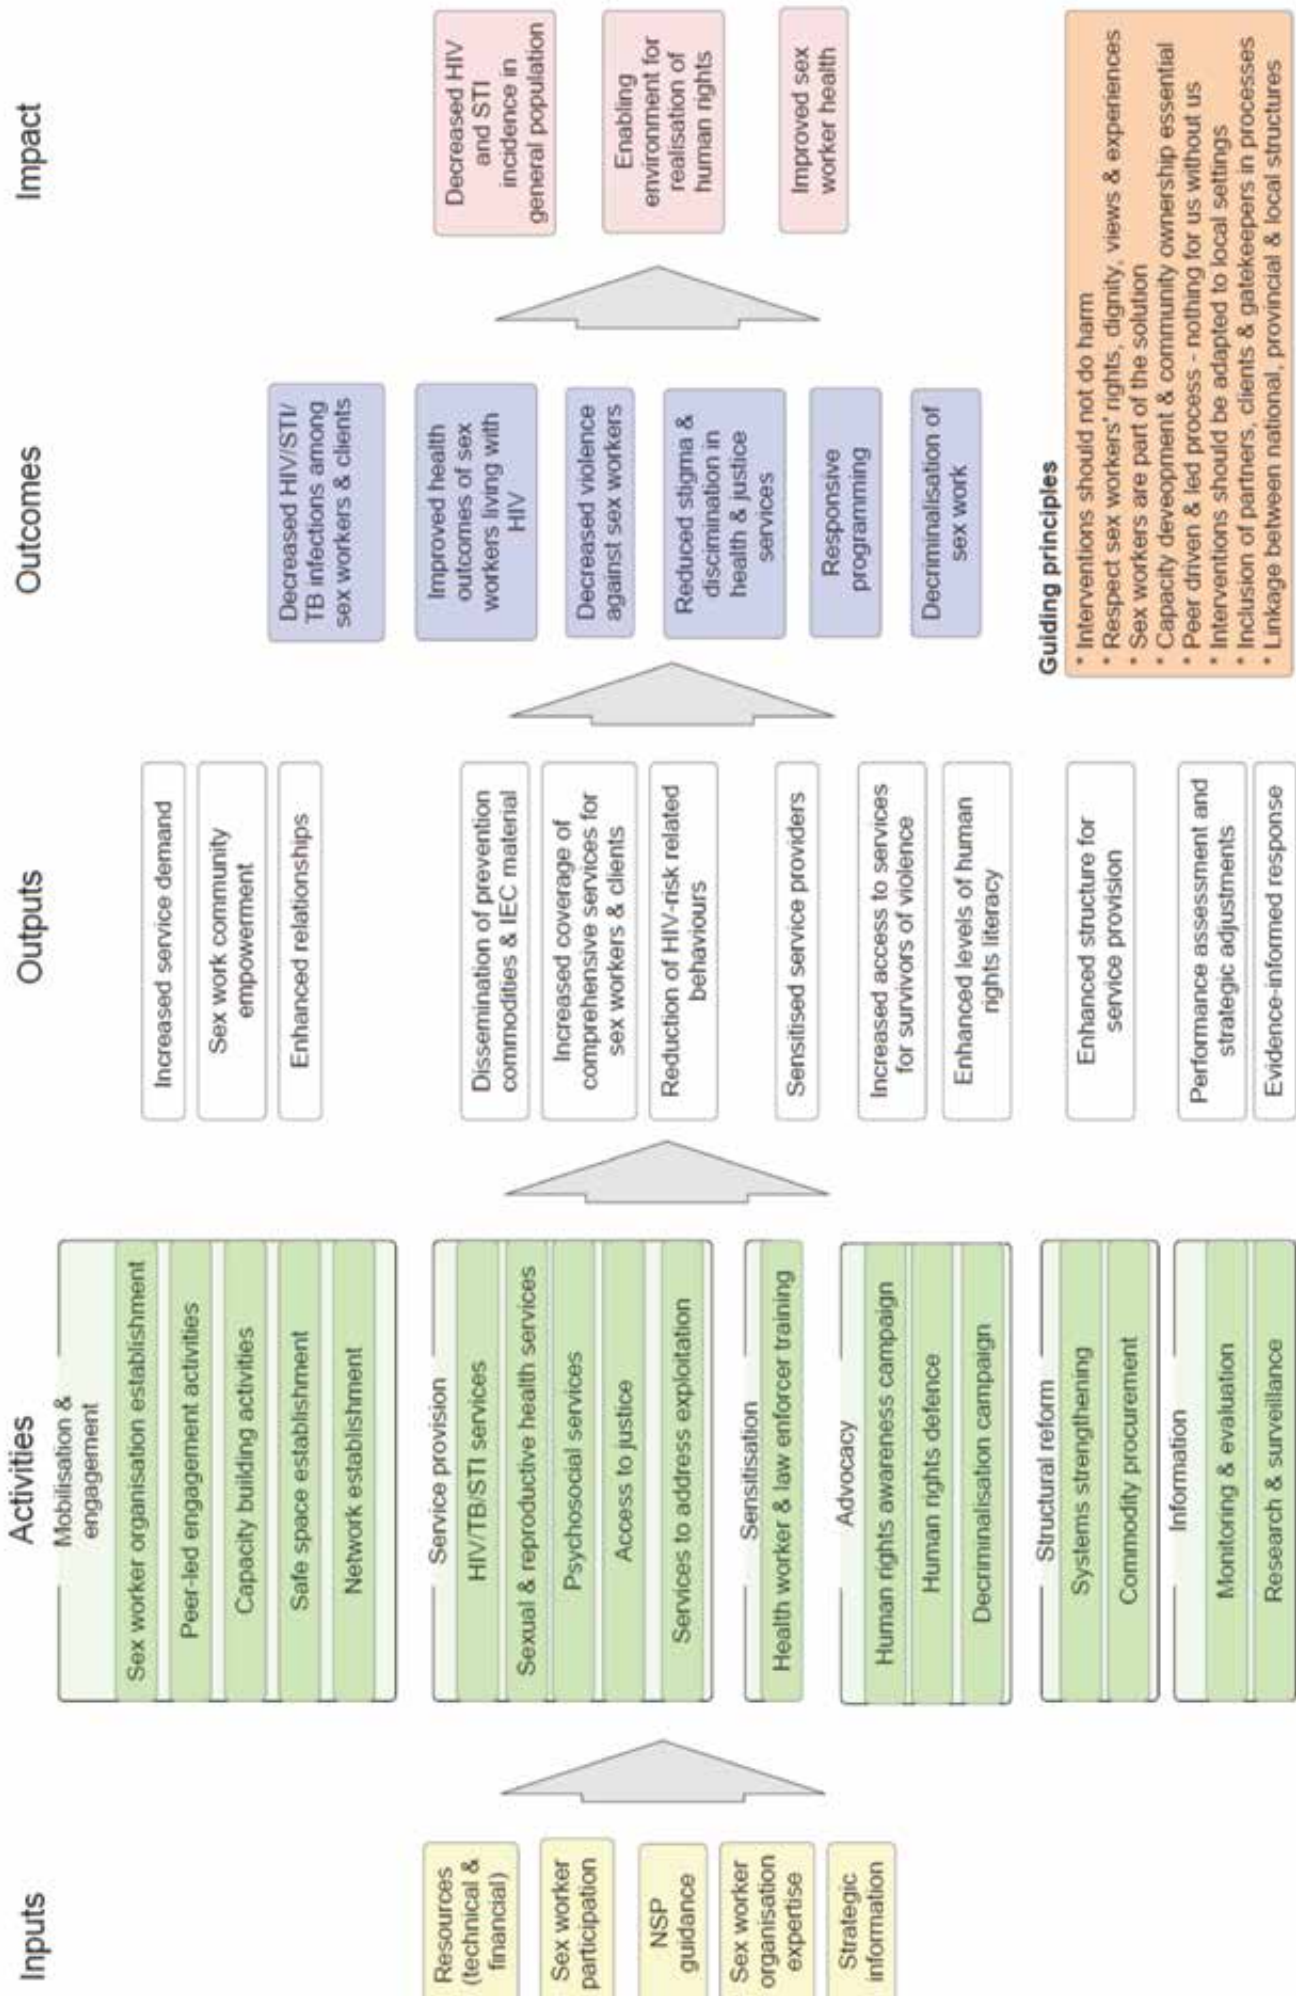 Inputs
Resources
(technical &
financial)
Sex worker
participation
NSP
guidance
Sex worker
organisation
expertise
Strategic
information
Activities
Mobilisation &
engagement
Sex worker organisation establishment
Peer-led engagement activities
Capacity building activities
Safe space establishment
Network establishment
Service provision
HIV/TB/STI services
Sexual & reproductive health services
Psychosocial services
Access to justice
Services to address exploitation
Sensitisation
Health worker & law enforcer training
Advocacy
Human rights awareness campaign
Human rights defence
Decriminalisation campaign
Structural reform
Systems strengthening
Commodity procurement
Information
Monitoring & evaluation
Research & surveillance
Outputs
Increased service demand
Sex work community
empowerment
Enhanced relationships
Dissemination of prevention
commodities & IEC material
Increased coverage of
comprehensive services for
sex workers & clients
Reduction of HIV-risk related
behaviours
Sensitised service providers
Increased access to services
for survivors of violence
Enhanced levels of human
rights literacy
Enhanced structure for
service provision
Performance assessment and
strategic adjustments
Evidence-informed response
Outcomes
Decreased HIV/STI/
TB infections among
sex workers & clients
Improved health
outcomes of sex
workers living with
HIV
Decreased violence
against sex workers
Reduced stigma &
discimination in
health & justice
services
Responsive
programming
Decriminalisation of
sex work
Impact
Decreased HIV
and STI
incidence in
general population
Enabling
environment for
realisation of
human rights
Improved sex
worker health
Guiding principles
* Interventions should not do harm
* Respect sex workers' rights, dignity, views & experiences
* Sex workers are part of the solution
* Capacity deveopment & community ownership essential
* Peer driven & led process - nothing for us without us
* Interventions should be adapted to local settings
* Inclusion of partners, clients & gatekeepers in processes
* Linkage between national, provincial & local structures